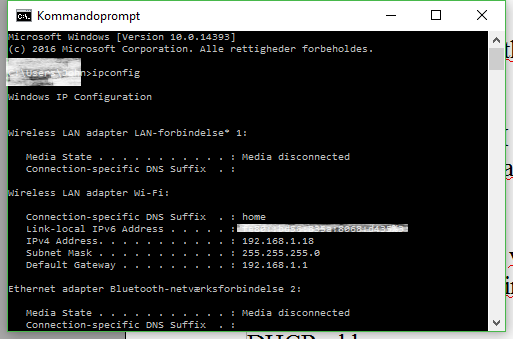 Kommandoprompt
Microsoft Windows [Version 10.0.14393]
(c) 2016 Microsoft Corporation. Alle rettigheder forbeholdes.
>ipconfig
Windows IP Configuration
Wireless LAN adapter LAN-forbindelse* 1:
Media State . . . . . . . . . . . : Media disconnected
Connection-specific DNS Suffix  . :
Wireless LAN adapter Wi-Fi:
Connection-specific DNS Suffix  . : home
Link-local IPv6 Address . . . . . :
IPv4 Address. . . . . . . . . . . : 192.168.1.18
Subnet Mask . . . . . . . . . . . : 255.255.255.0
Default Gateway . . . . . . . . . : 192.168.1.1
Ethernet adapter Bluetooth-netværksforbindelse 2:
Media State . . . . . . . . . . . : Media disconnected
Connection-specific DNS Suffix  . :